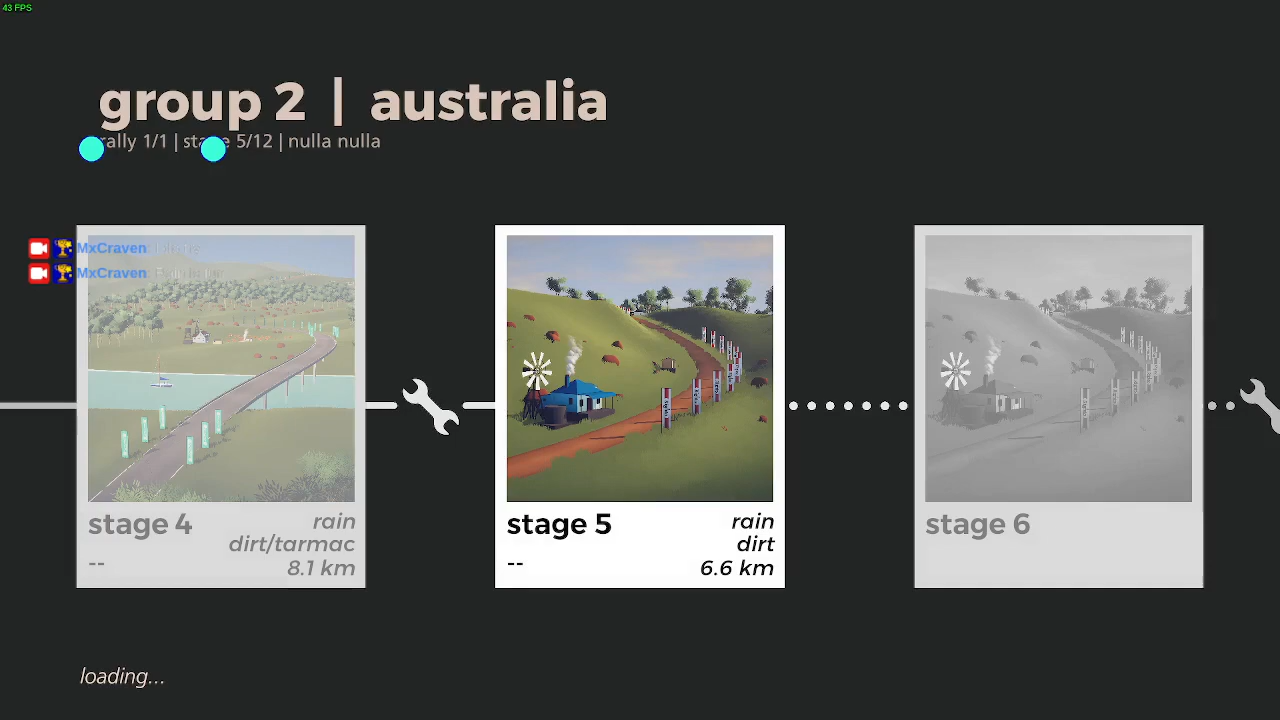 43 FPS
group 2 | australia
rally 1/1 | stage 5/12 | nulla nulla
MxCraven:
MxCraven:
stage 4
rain
dirt/tarmac
--
8.1 km
stage 5
rain
dirt
--
6.6 km
stage 6
loading...